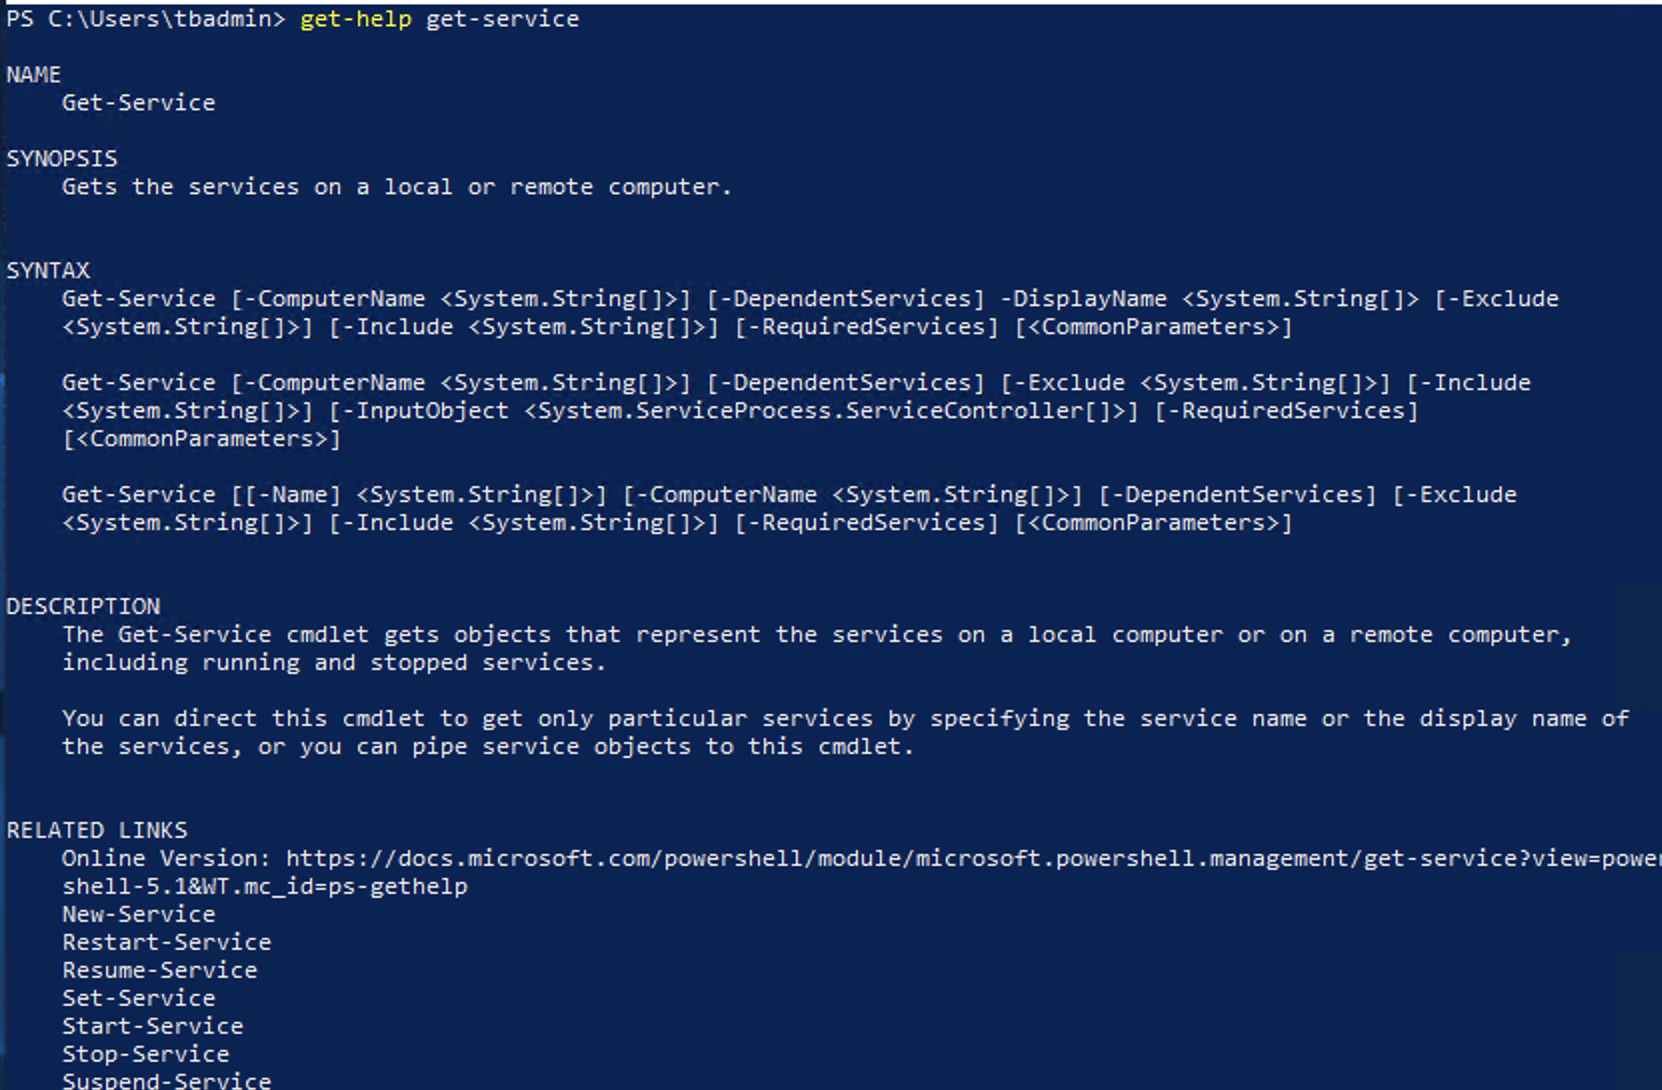 PS C:\Users\tbadmin> get-help get-service
NAME
Get-Service
SYNOPSIS
Gets the services on a local or remote computer.
SYNTAX
Get-Service [-ComputerName <System.String[]>] [-DependentServices] -DisplayName <System.String[]> [-Exclude
<System.String[]>] [-Include <System.String[]>] [-RequiredServices] [<CommonParameters>]
Get-Service [-ComputerName <System.String[]>] [-DependentServices] [-Exclude <System.String[]>] [-Include
<System.String[]>] [-InputObject <System.ServiceProcess.ServiceController[]>] [-RequiredServices]
[<CommonParameters>]
Get-Service [[-Name] <System.String[]>] [-ComputerName <System.String[]>] [-DependentServices] [-Exclude
<System.String[]>] [-Include <System.String[]>] [-RequiredServices] [<CommonParameters>]
DESCRIPTION
The Get-Service cmdlet gets objects that represent the services on a local computer or on a remote computer,
including running and stopped services.
You can direct this cmdlet to get only particular services by specifying the service name or the display name of
the services, or you can pipe service objects to this cmdlet.
RELATED LINKS
Online Version: https://docs.microsoft.com/powershell/module/microsoft.powershell.management/get-service?view=power
shell-5.1&WT.mc_id=ps-gethelp
New-Service
Restart-Service
Resume-Service
Set-Service
Start-Service
Stop-Service
Suspend-Service